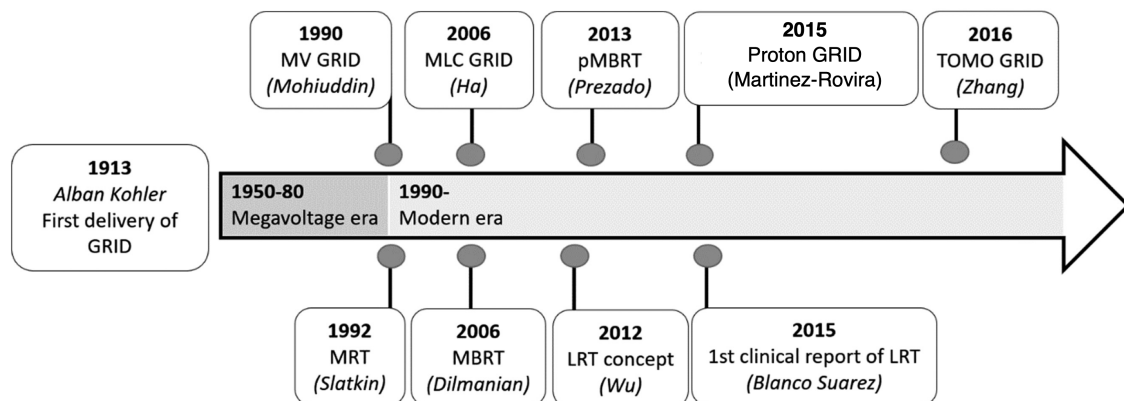 1990
MV GRID
(Mohiuddin)
2006
MLC GRID
(Ha)
2013
pMBRT
(Prezado)
2015
Proton GRID
(Martinez-Rovira)
2016
TOMO GRID
(Zhang)
1913
Alban Kohler
First delivery of
GRID
1950-80
Megavoltage era
1990-
Modern era
1992
MRT
(Slatkin)
2006
MBRT
(Dilmanian)
2012
LRT concept
(Wu)
2015
1st clinical report of LRT
(Blanco Suarez)